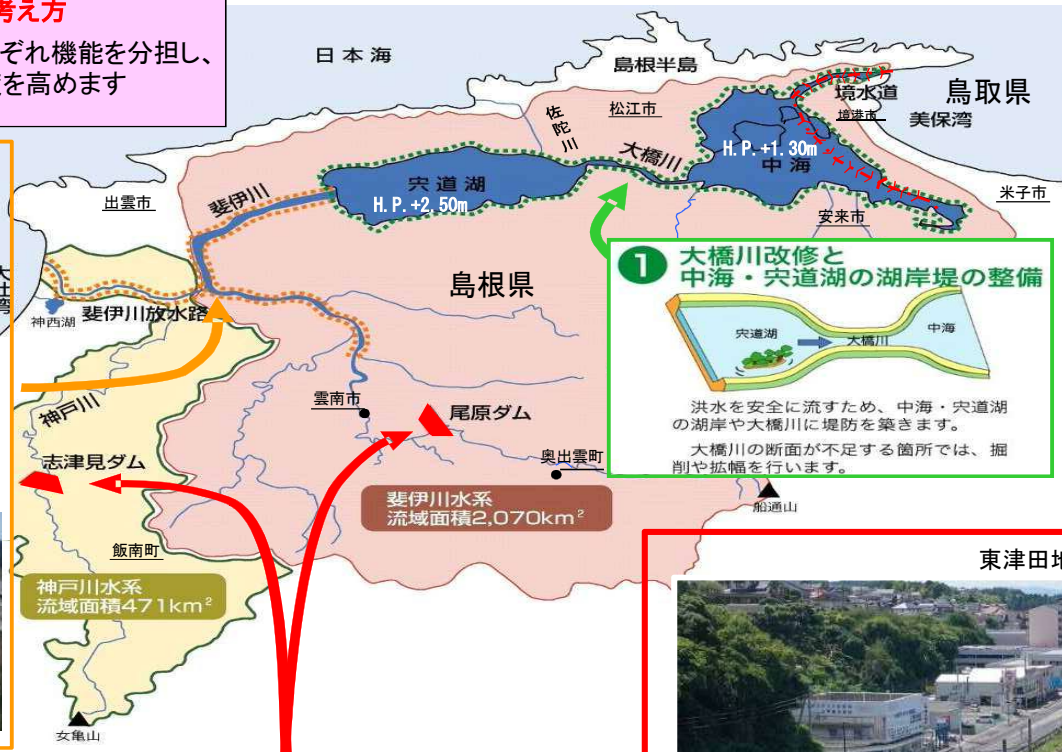 考え方
ぞれ機能を分担し、
を高めます
日本海
島根半島
境水道
鳥取県
美保湾
境港市
松江市
佐陀川
大橋川
H.P.+1.30m
中海
米子市
安来市
宍道湖
H.P.+2.50m
斐伊川
出雲市
神西湖
斐伊川放水路
島根県
1 大橋川改修と
中海・宍道湖の湖岸堤の整備
宍道湖
大橋川
中海
洪水を安全に流すため、中海・宍道湖
の湖岸や大橋川に堤防を築きます。
大橋川の断面が不足する箇所では、掘
削や拡幅を行います。
神戸川
雲南市
尾原ダム
志津見ダム
奥出雲町
船通山
斐伊川水系
流域面積2,070km²
飯南町
神戸川水系
流域面積471km²
女亀山
東津田地